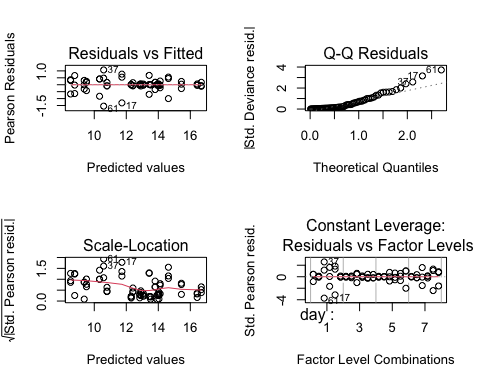 Residuals vs Fitted
Pearson Residuals
1.0
-1.5
37
61
17
10
12
14
16
Predicted values
Q-Q Residuals
|Std. Deviance resid.|
4
2
0
37
17
61
0.0
1.0
2.0
Theoretical Quantiles
Scale-Location
√|Std. Pearson resid.|
1.5
0.0
61
37
17
10
12
14
16
Predicted values
Constant Leverage:
Residuals vs Factor Levels
Std. Pearson resid.
0
-4
37
61
17
day :
1
3
5
7
Factor Level Combinations